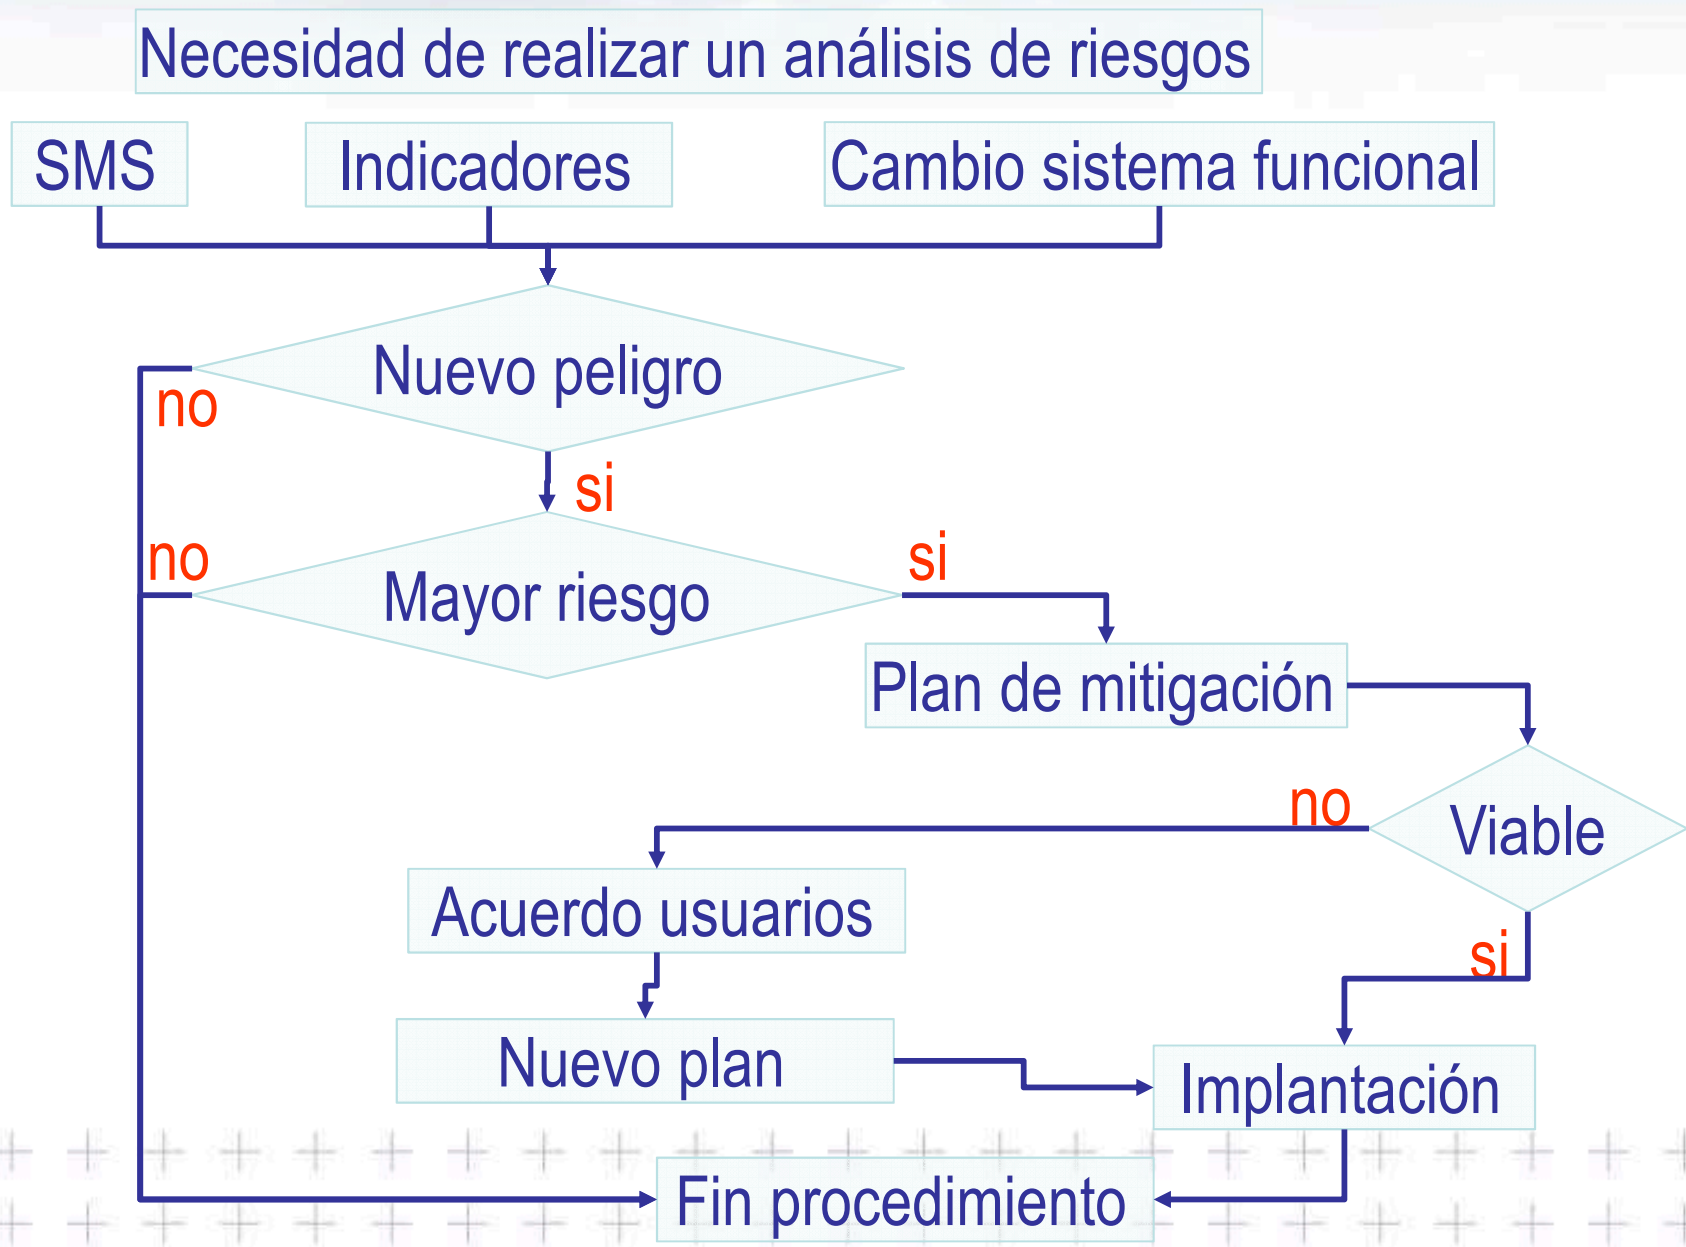 Necesidad de realizar un análisis de riesgos
SMS
Indicadores
Cambio sistema funcional
Nuevo peligro
no
si
no
Mayor riesgo
si
Plan de mitigación
no
Viable
Acuerdo usuarios
si
Nuevo plan
Implantación
Fin procedimiento